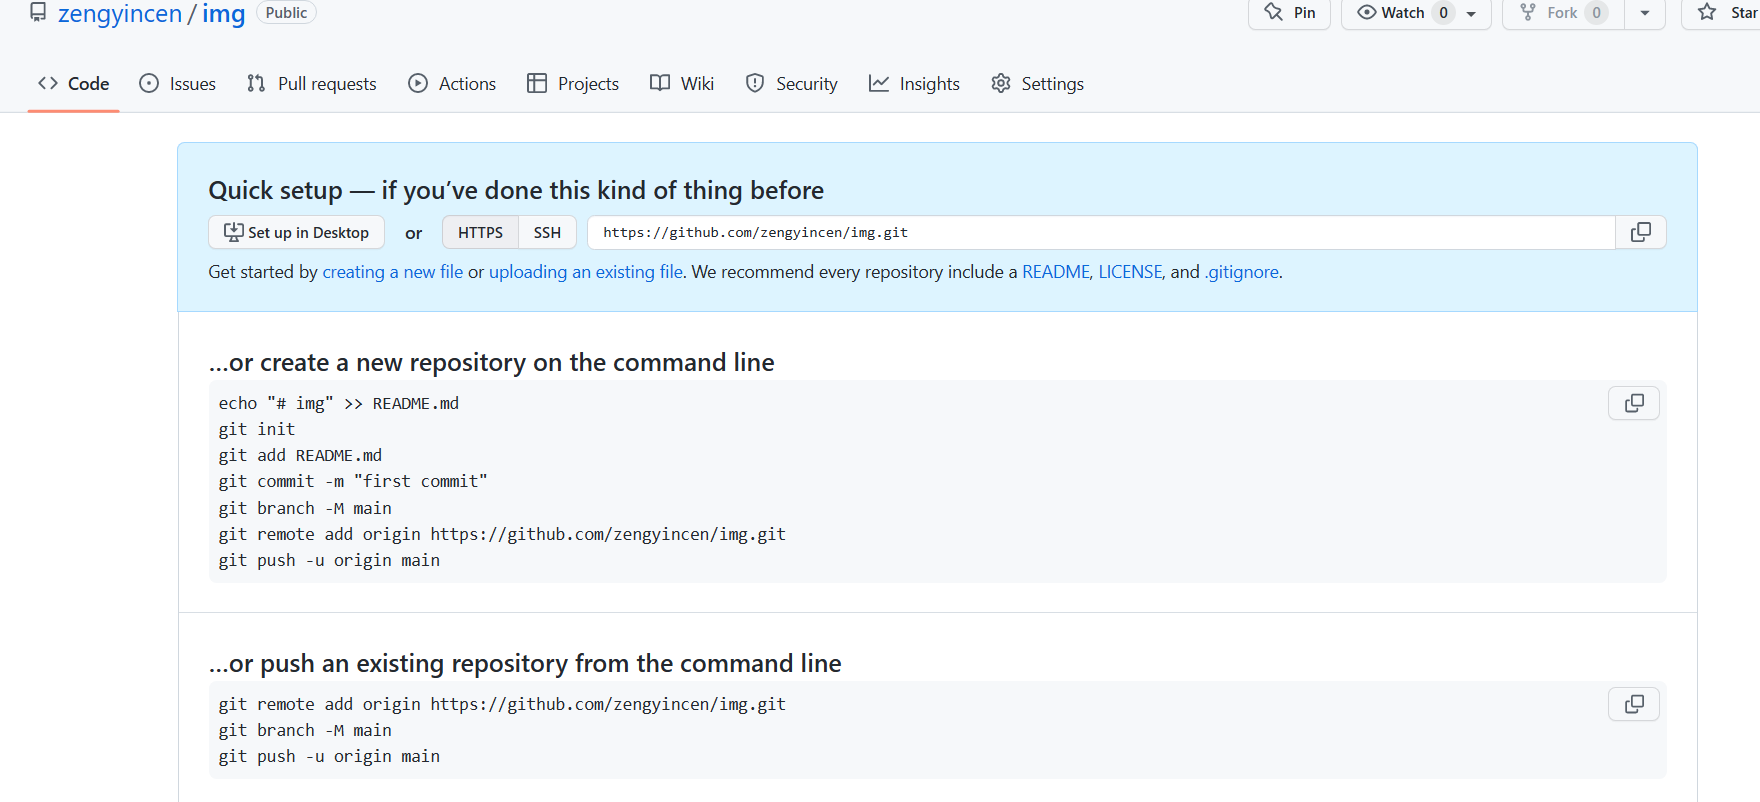 zengyincen / img Public
Pin Watch 0 Fork 0 Star
Code Issues Pull requests Actions Projects Wiki Security Insights Settings
Quick setup — if you’ve done this kind of thing before
Set up in Desktop or HTTPS SSH https://github.com/zengyincen/img.git
Get started by creating a new file or uploading an existing file. We recommend every repository include a README, LICENSE, and .gitignore.
…or create a new repository on the command line
echo "# img" >> README.md
git init
git add README.md
git commit -m "first commit"
git branch -M main
git remote add origin https://github.com/zengyincen/img.git
git push -u origin main
…or push an existing repository from the command line
git remote add origin https://github.com/zengyincen/img.git
git branch -M main
git push -u origin main